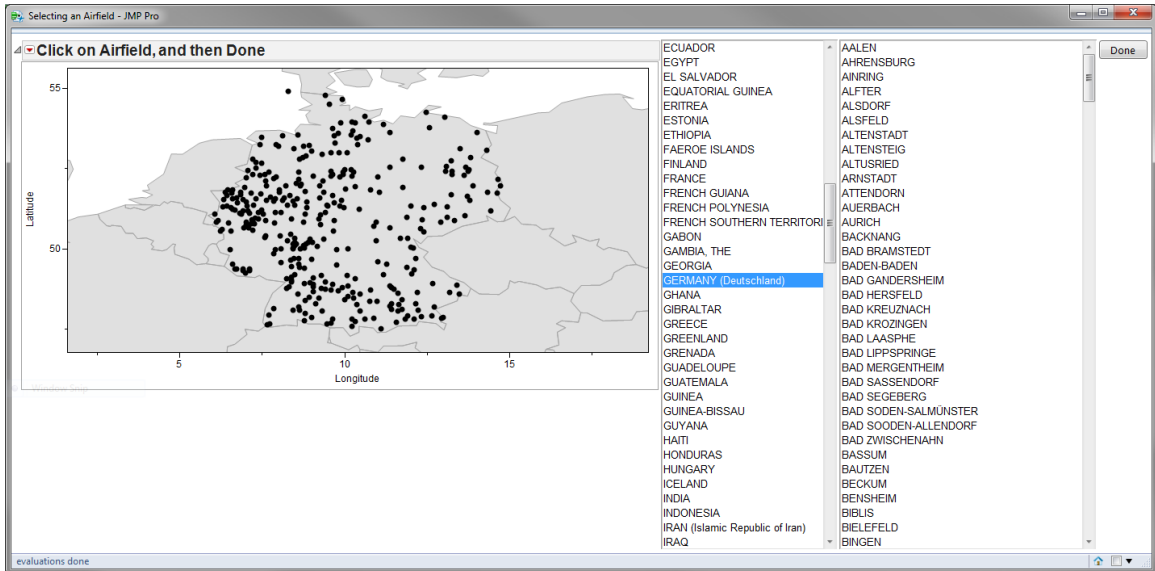 Selecting an Airfield - JMP Pro
Click on Airfield, and then Done
55
50
Latitude
5
10
15
Longitude
Window Snip
ECUADOR
EGYPT
EL SALVADOR
EQUATORIAL GUINEA
ERITREA
ESTONIA
ETHIOPIA
FAEROE ISLANDS
FINLAND
FRANCE
FRENCH GUIANA
FRENCH POLYNESIA
FRENCH SOUTHERN TERRITORI
GABON
GAMBIA, THE
GEORGIA
GERMANY (Deutschland)
GHANA
GIBRALTAR
GREECE
GREENLAND
GRENADA
GUADELOUPE
GUATEMALA
GUINEA
GUINEA-BISSAU
GUYANA
HAITI
HONDURAS
HUNGARY
ICELAND
INDIA
INDONESIA
IRAN (Islamic Republic of Iran)
IRAQ
AALEN
AHRENSBURG
AINRING
ALFTER
ALSDORF
ALSFELD
ALTENSTADT
ALTENSTEIG
ALTUSRIED
ARNSTADT
ATTENDORN
AUERBACH
AURICH
BACKNANG
BAD BRAMSTEDT
BADEN-BADEN
BAD GANDERSHEIM
BAD HERSFELD
BAD KREUZNACH
BAD KROZINGEN
BAD LAASPHE
BAD LIPPSPRINGE
BAD MERGENTHEIM
BAD SASSENDORF
BAD SEGEBERG
BAD SODEN-SALMÜNSTER
BAD SOODEN-ALLENDORF
BAD ZWISCHENAHN
BASSUM
BAUTZEN
BECKUM
BENSHEIM
BIBLIS
BIELEFELD
BINGEN
Done
evaluations done